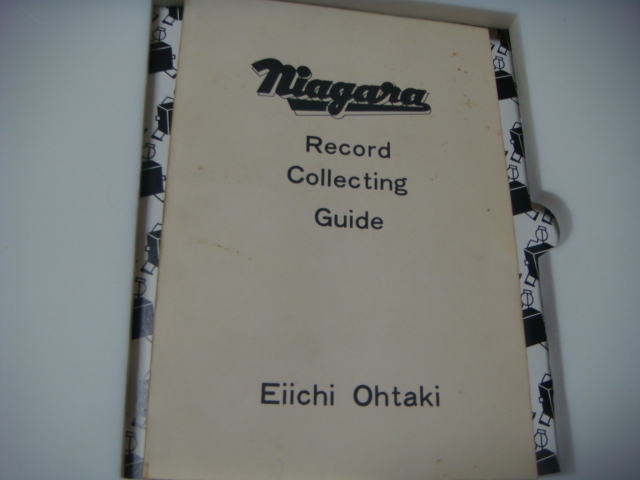 Niagara
Record
Collecting
Guide
Eiichi Ohtaki